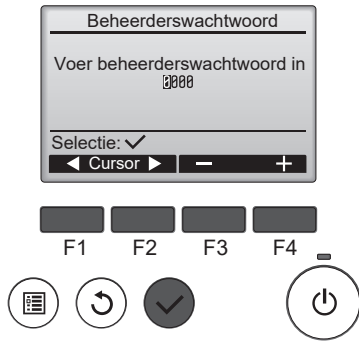 Beheerderswachtwoord
Voer beheerderswachtwoord in
0000
Selectie: ✓
◀ Cursor ▶ − +
F1 F2 F3 F4